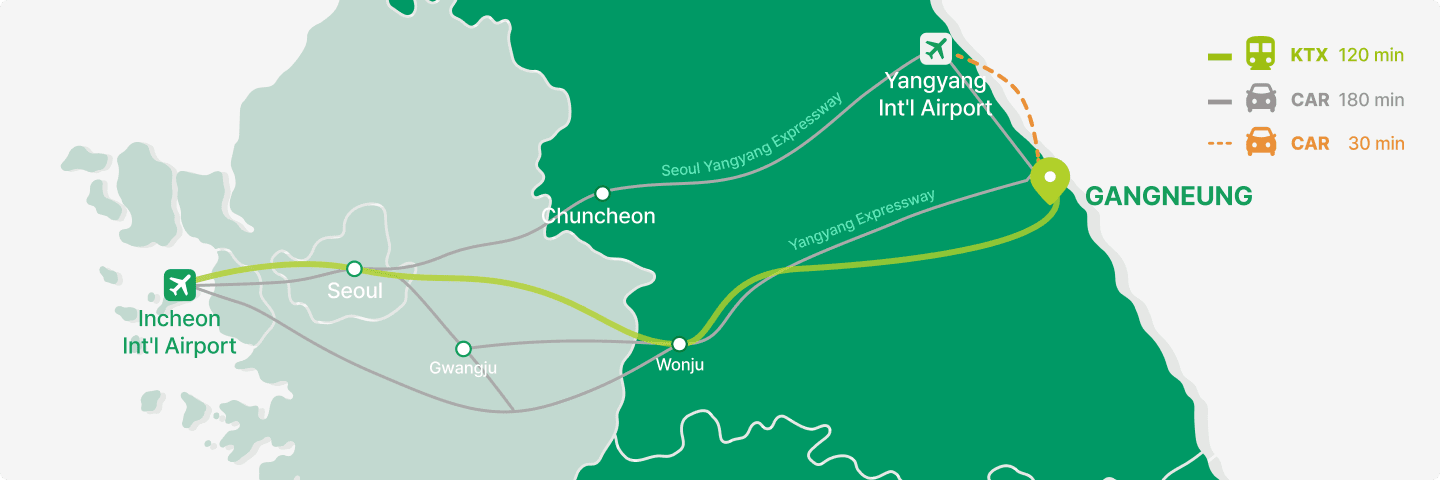 KTX 120 min
CAR 180 min
CAR 30 min
Yangyang
Int'l Airport
Seoul Yangyang Expressway
GANGNEUNG
Chuncheon
Yangyang Expressway
Seoul
Incheon
Int'l Airport
Gwangju
Wonju